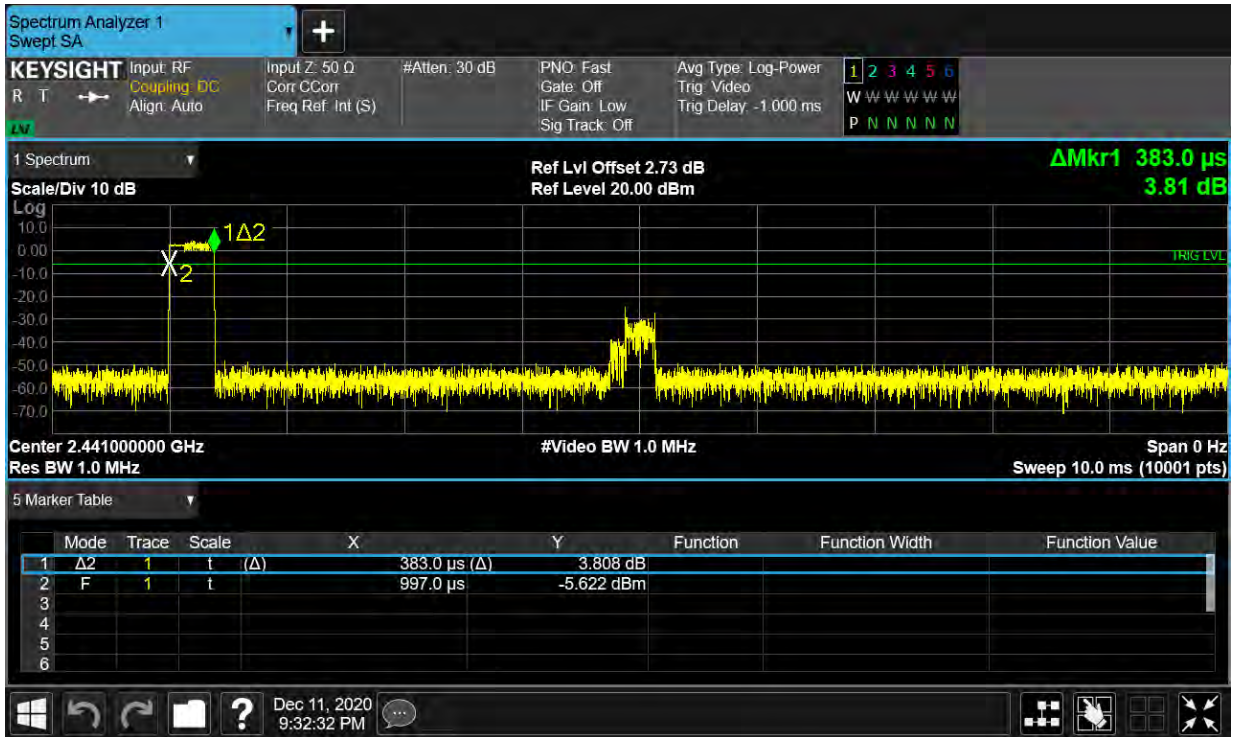 Spectrum Analyzer 1
Swept SA
+
KEYSIGHT Input: RF Input Z: 50 Ω #Atten: 30 dB PNO: Fast Avg Type: Log-Power 1 2 3 4 5 6
R T Coupling: DC Corr CCorr Gate: Off Trig: Video W W W W W W
Align: Auto Freq Ref: Int (S) IF Gain: Low Trig Delay: -1.000 ms P N N N N N
Sig Track: Off
1 Spectrum
Scale/Div 10 dB
Ref Lvl Offset 2.73 dB
Ref Level 20.00 dBm
ΔMkr1 383.0 µs
3.81 dB
Log
10.0
0.00
-10.0
-20.0
-30.0
-40.0
-50.0
-60.0
-70.0
1Δ2
2
TRIG LVL
Center 2.441000000 GHz #Video BW 1.0 MHz Span 0 Hz
Res BW 1.0 MHz Sweep 10.0 ms (10001 pts)
5 Marker Table
Mode Trace Scale X Y Function Function Width Function Value
1 Δ2 1 t (Δ) 383.0 µs (Δ) 3.808 dB
2 F 1 t 997.0 µs -5.622 dBm
3
4
5
6
? Dec 11, 2020
9:32:32 PM